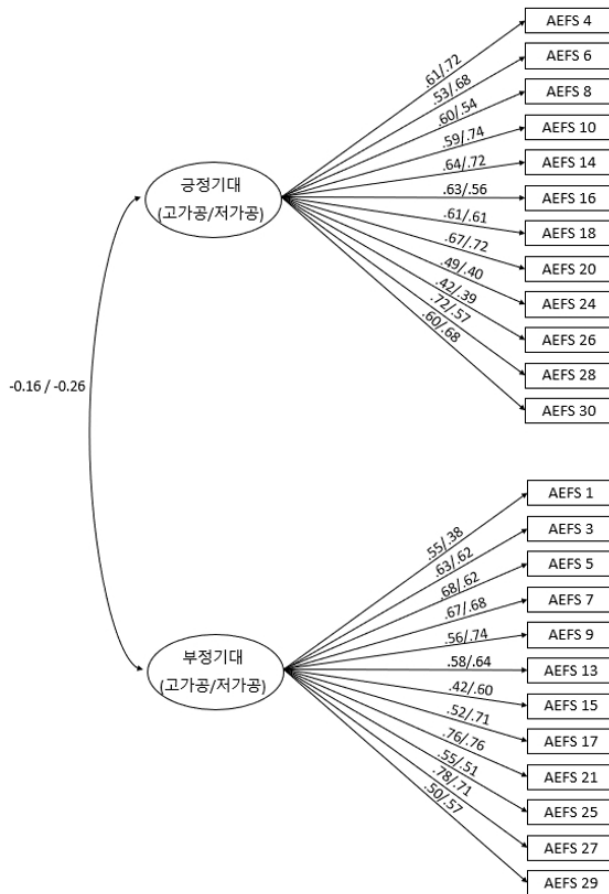 AEFS 4
AEFS 6
AEFS 8
AEFS 10
AEFS 14
AEFS 16
AEFS 18
AEFS 20
AEFS 24
AEFS 26
AEFS 28
AEFS 30
.61/.72
.53/.68
.60/.54
.59/.74
.64/.72
.63/.56
.61/.61
.67/.72
.49/.40
.42/.39
.72/.57
.60/.68
긍정기대
(고가공/저가공)
-0.16 / -0.26
AEFS 1
AEFS 3
AEFS 5
AEFS 7
AEFS 9
AEFS 13
AEFS 15
AEFS 17
AEFS 21
AEFS 25
AEFS 27
AEFS 29
.55/.38
.63/.62
.68/.62
.67/.68
.56/.74
.58/.64
.42/.60
.52/.71
.76/.76
.55/.51
.78/.71
.50/.57
부정기대
(고가공/저가공)